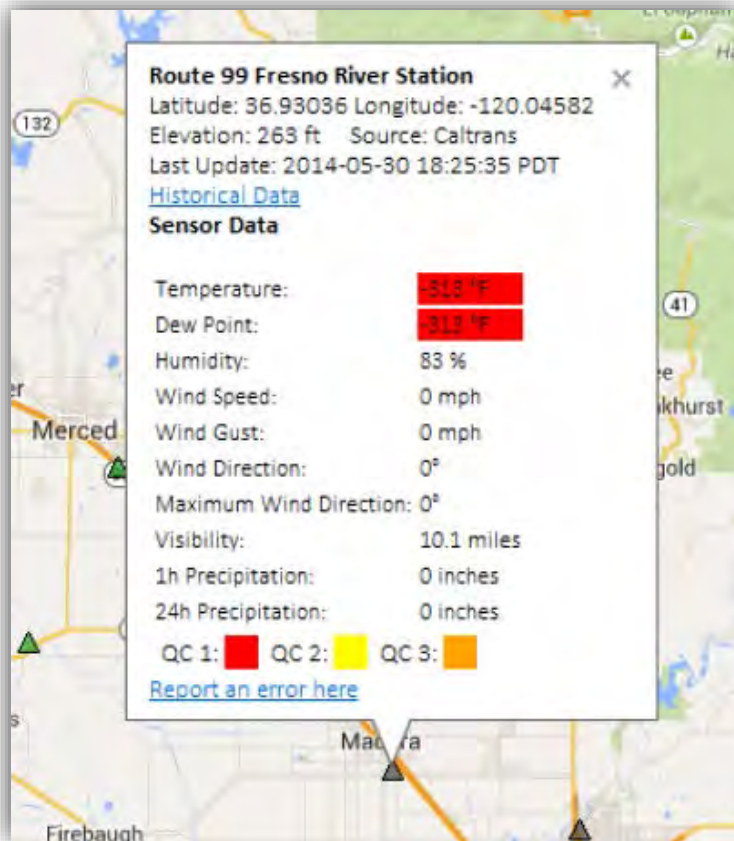 132
Route 99 Fresno River Station
Latitude: 36.93036 Longitude: -120.04582
Elevation: 263 ft Source: Caltrans
Last Update: 2014-05-30 18:25:35 PDT
Historical Data
Sensor Data
Temperature: -313 °F
Dew Point: -313 °F
Humidity: 83 %
Wind Speed: 0 mph
Wind Gust: 0 mph
Wind Direction: 0°
Maximum Wind Direction: 0°
Visibility: 10.1 miles
1h Precipitation: 0 inches
24h Precipitation: 0 inches
QC 1: QC 2: QC 3:
Report an error here
41
khurst
gold
Merced
Madera
Firebaugh